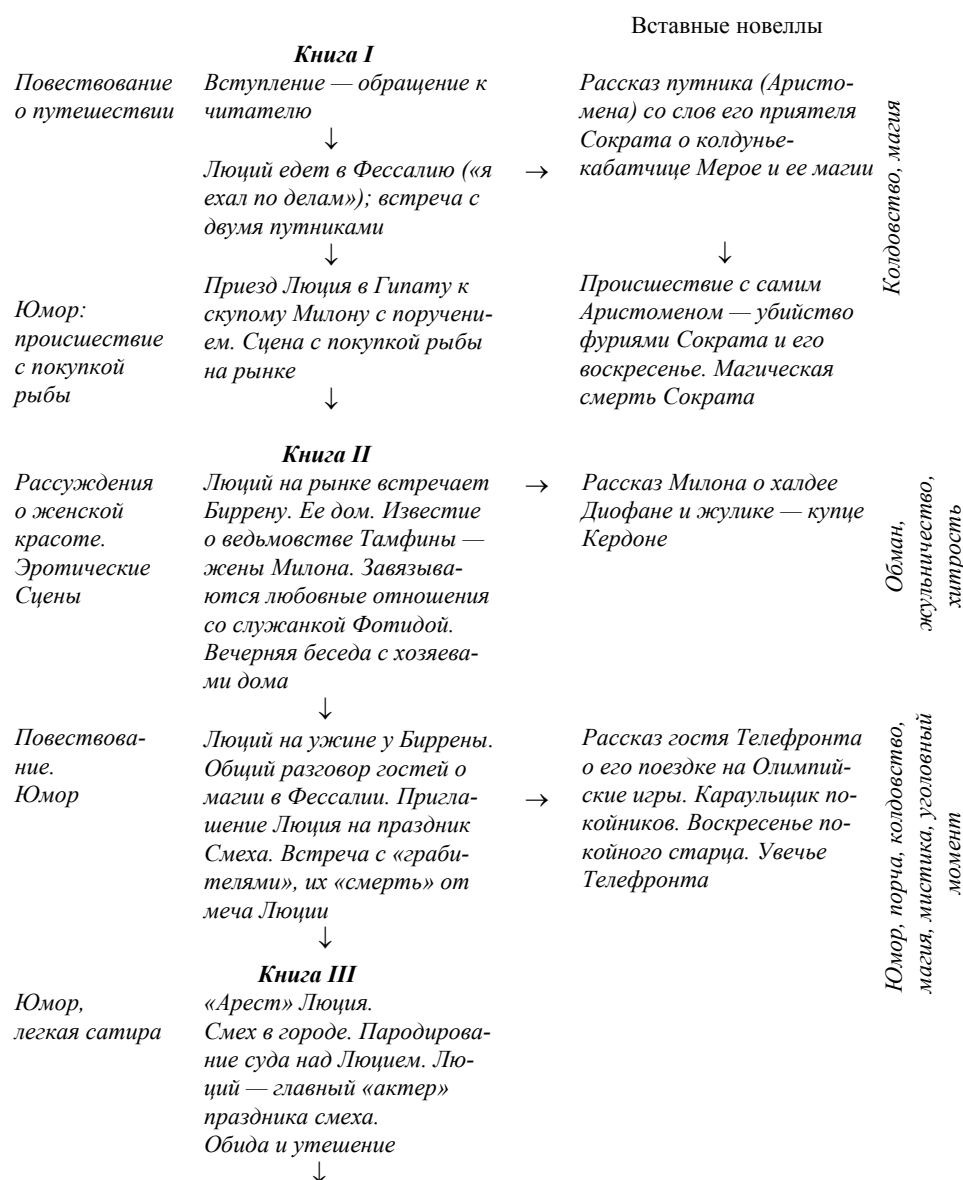 Вставные новеллы
Книга I
Повествование
о путешествии
Вступление — обращение к
читателю
↓
Люций едет в Фессалию («я
ехал по делам»); встреча с
двумя путниками
→
Рассказ путника (Аристо-
мена) со слов его приятеля
Сократа о колдунье-
кабатчице Мерое и ее магии
Колдовство, магия
↓
↓
Юмор:
происшествие
с покупкой
рыбы
Приезд Люция в Гипату к
скупому Милону с поручени-
ем. Сцена с покупкой рыбы
на рынке
↓
Происшествие с самим
Аристоменом — убийство
фуриями Сократа и его
воскресенье. Магическая
смерть Сократа
Книга II
Рассуждения
о женской
красоте.
Эротические
Сцены
Люций на рынке встречает
Биррену. Ее дом. Известие
о ведьмовстве Тамфины —
жены Милона. Завязыва-
ются любовные отношения
со служанкой Фотидой.
Вечерняя беседа с хозяева-
ми дома
↓
→
Рассказ Милона о халдее
Диофане и жулике — купце
Кердоне
Обман,
жульничество,
хитрость
Повествова-
ние.
Юмор
Люций на ужине у Биррены.
Общий разговор гостей о
магии в Фессалии. Пригла-
шение Люция на праздник
Смеха. Встреча с «граби-
телями», их «смерть» от
меча Люции
↓
→
Рассказ гостя Телефронта
о его поездке на Олимпий-
ские игры. Караульщик по-
койников. Воскресенье по-
койного старца. Увечье
Телефронта
Юмор, порча, колдовство,
магия, мистика, уголовный
момент
Книга III
Юмор,
легкая сатира
«Арест» Люция.
Смех в городе. Пародирова-
ние суда над Люцием. Лю-
ций — главный «актер»
праздника смеха.
Обида и утешение
↓